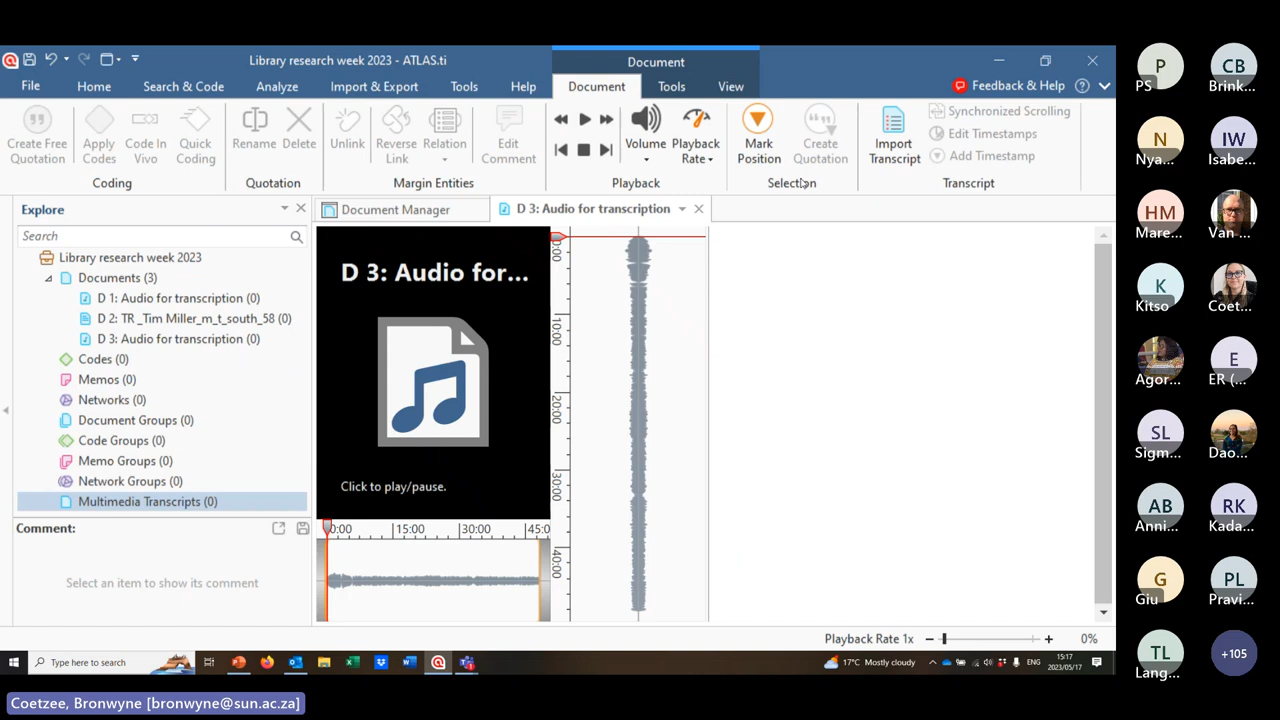 Library research week 2023 - ATLAS.ti
Document
File
Home
Search & Code
Analyze
Import & Export
Tools
Help
Document
Tools
View
Feedback & Help
Create Free Quotation
Apply Codes
Code In Vivo
Quick Coding
Coding
Rename
Delete
Quotation
Unlink
Reverse Link
Relation
Edit Comment
Margin Entities
Volume
Playback Rate
Playback
Mark Position
Create Quotation
Selection
Import Transcript
Synchronized Scrolling
Edit Timestamps
Add Timestamp
Transcript
Explore
Search
Library research week 2023
Documents (3)
D 1: Audio for transcription (0)
D 2: TR _Tim Miller_m_t_south_58 (0)
D 3: Audio for transcription (0)
Codes (0)
Memos (0)
Networks (0)
Document Groups (0)
Code Groups (0)
Memo Groups (0)
Network Groups (0)
Multimedia Transcripts (0)
Comment:
Select an item to show its comment
Document Manager
D 3: Audio for transcription
D 3: Audio for...
Click to play/pause.
0:00 15:00 30:00 45:0
0:00
10:00
20:00
30:00
40:00
Playback Rate 1x
0%
Type here to search
17°C Mostly cloudy
ENG
15:17
2023/05/17
P
PS
CB
Brink...
N
Nya...
IW
Isabe...
HM
Mare...
Van ...
K
Kitso
Coet...
Agor...
E
ER (...
SL
Sigm...
Dao...
AB
Anni...
RK
Kada...
G
Giu
PL
Pravi...
TL
Lang...
+105
Coetzee, Bronwyne [bronwyne@sun.ac.za]